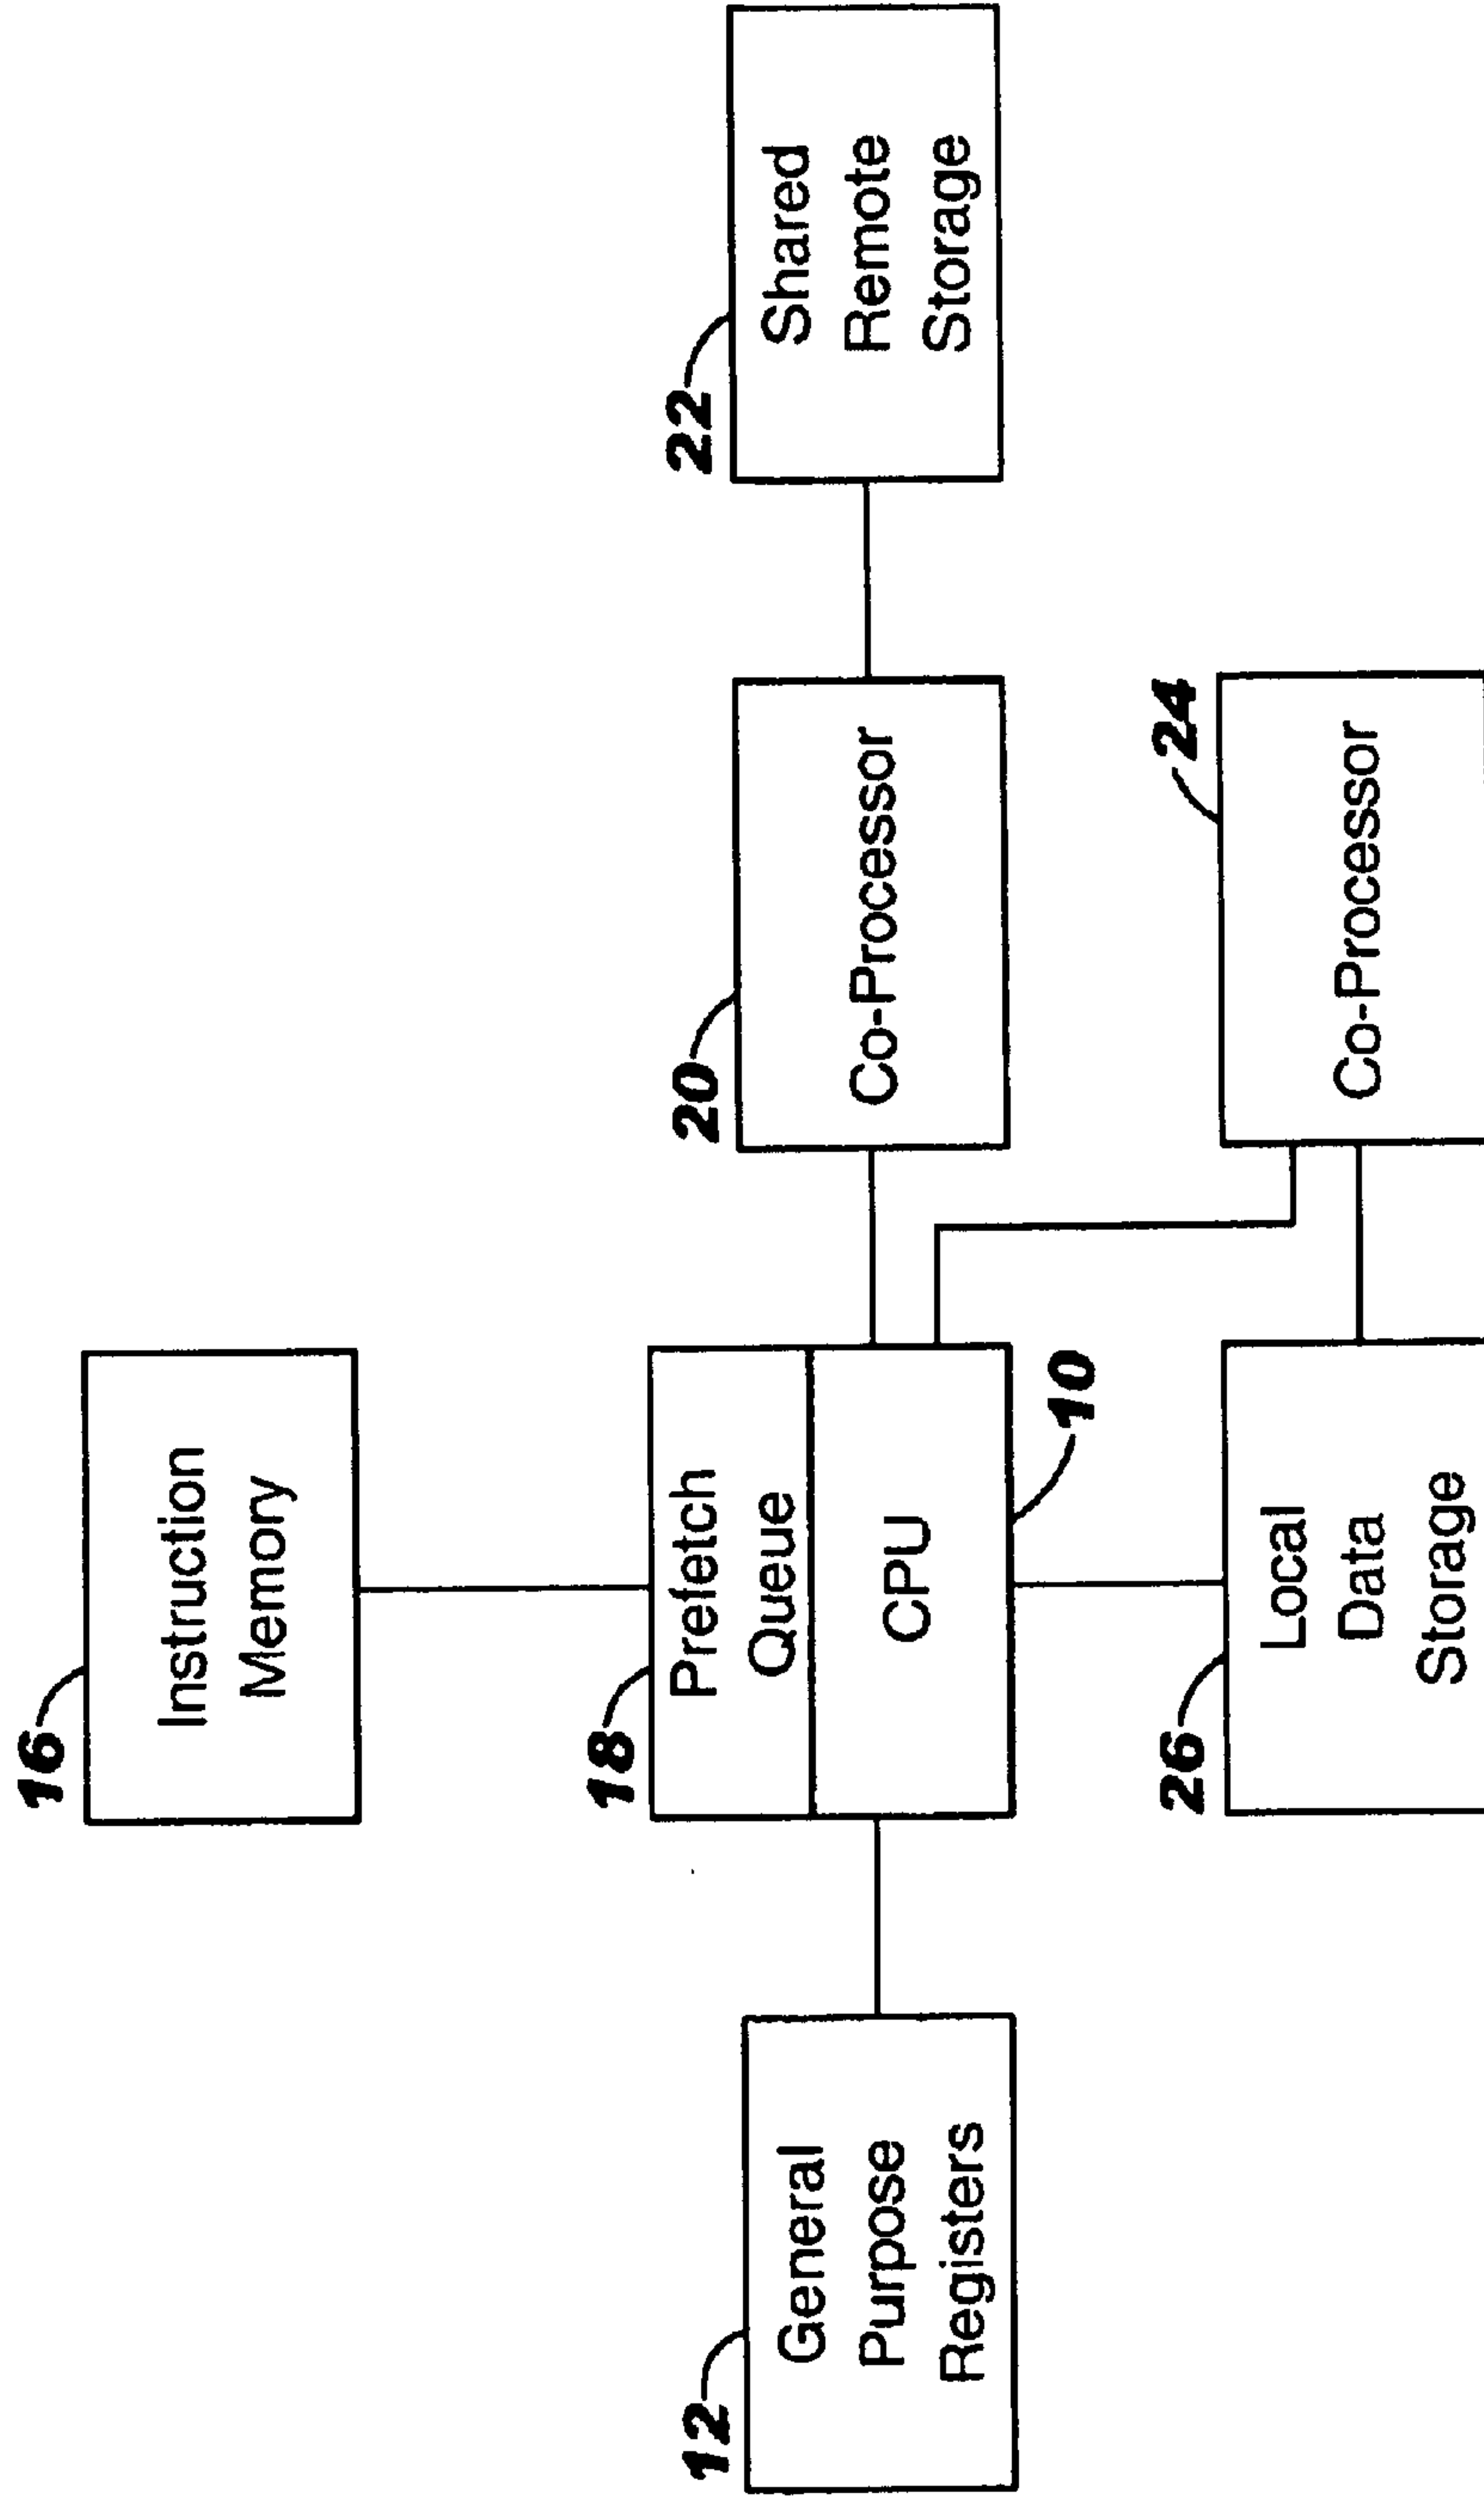 16
Instruction
Memory
18
Prefetch
Queue
CPU
10
12
General
Purpose
Registers
20
Co-Processor
22
Shared
Remote
Storage
26
Local
Data
Storage
24
Co-Processor